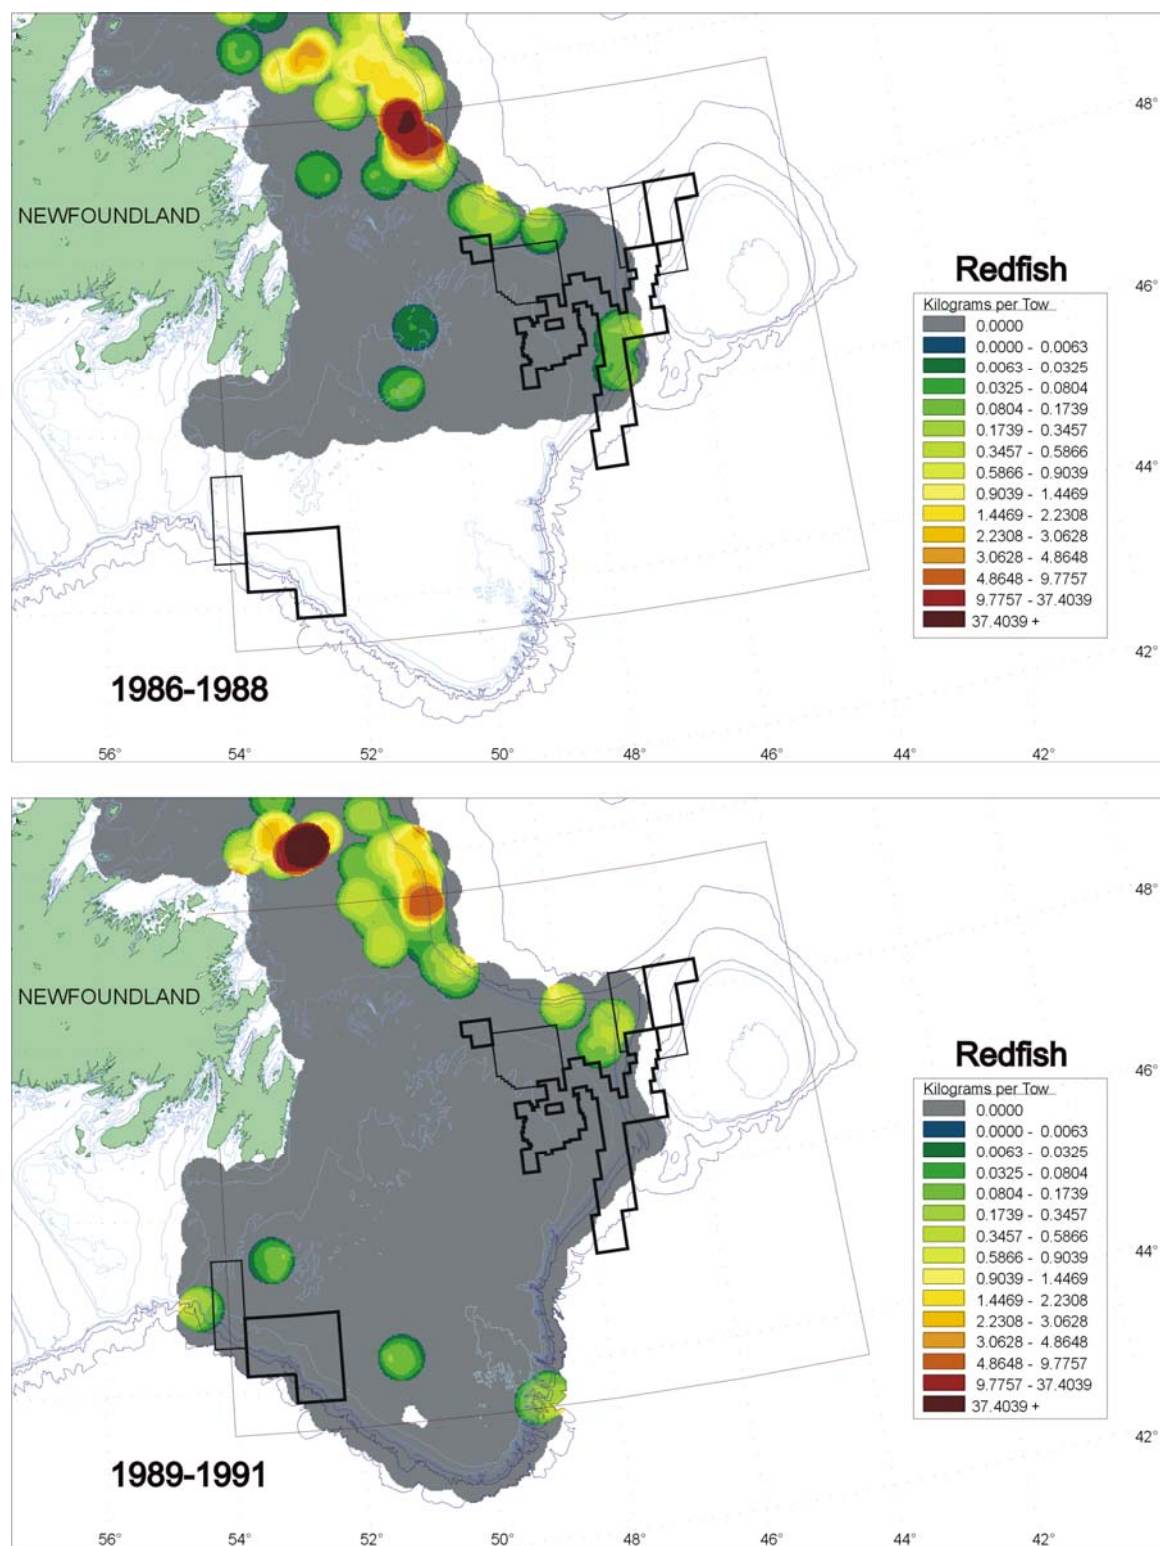 48°
NEWFOUNDLAND
Redfish
46°
Kilograms per Tow
0.0000
0.0000 - 0.0063
0.0063 - 0.0325
0.0325 - 0.0804
0.0804 - 0.1739
0.1739 - 0.3457
0.3457 - 0.5866
0.5866 - 0.9039
0.9039 - 1.4469
1.4469 - 2.2308
2.2308 - 3.0628
3.0628 - 4.8648
4.8648 - 9.7757
9.7757 - 37.4039
37.4039 +
44°
42°
1986-1988
56° 54° 52° 50° 48° 46° 44° 42°
48°
NEWFOUNDLAND
Redfish
46°
Kilograms per Tow
0.0000
0.0000 - 0.0063
0.0063 - 0.0325
0.0325 - 0.0804
0.0804 - 0.1739
0.1739 - 0.3457
0.3457 - 0.5866
0.5866 - 0.9039
0.9039 - 1.4469
1.4469 - 2.2308
2.2308 - 3.0628
3.0628 - 4.8648
4.8648 - 9.7757
9.7757 - 37.4039
37.4039 +
44°
42°
1989-1991
56° 54° 52° 50° 48° 46° 44° 42°